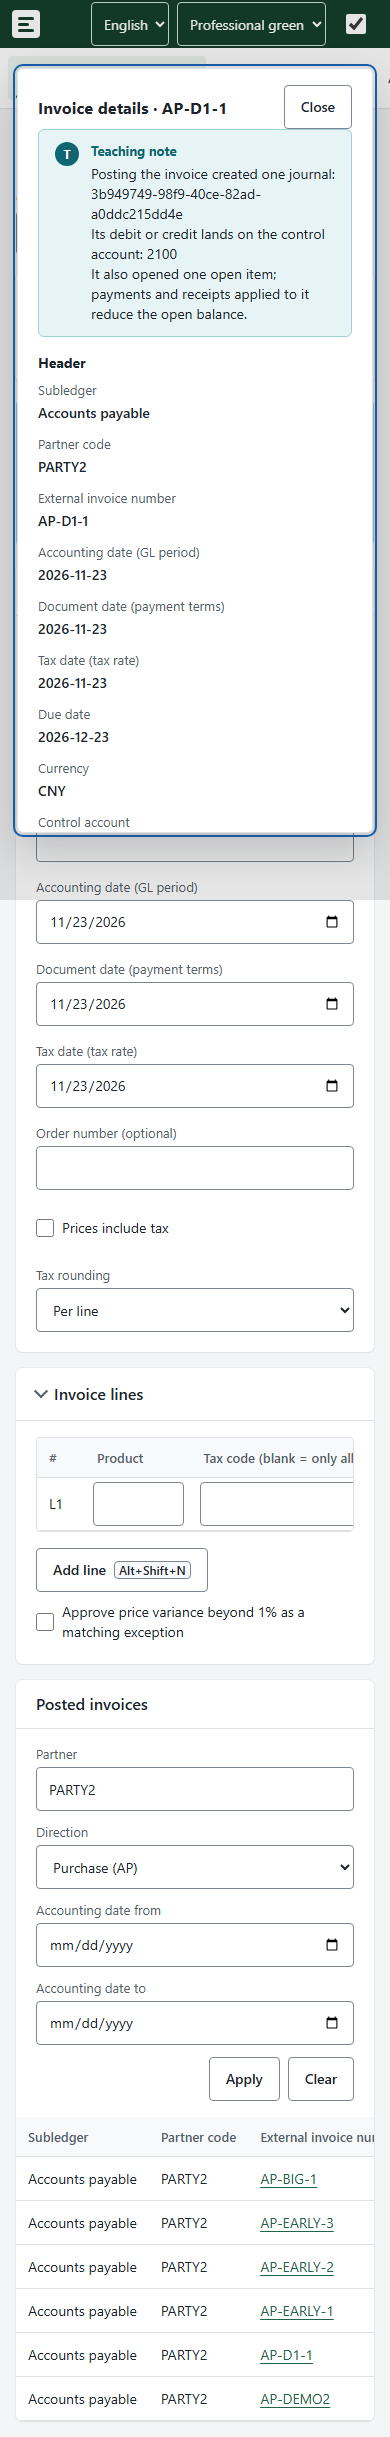 English
Professional green
Invoice details · AP-D1-1
Close
T
Teaching note
Posting the invoice created one journal:
3b949749-98f9-40ce-82ad-
a0ddc215dd4e
Its debit or credit lands on the control
account: 2100
It also opened one open item;
payments and receipts applied to it
reduce the open balance.
Header
Subledger
Accounts payable
Partner code
PARTY2
External invoice number
AP-D1-1
Accounting date (GL period)
2026-11-23
Document date (payment terms)
2026-11-23
Tax date (tax rate)
2026-11-23
Due date
2026-12-23
Currency
CNY
Control account
Accounting date (GL period)
11/23/2026
Document date (payment terms)
11/23/2026
Tax date (tax rate)
11/23/2026
Order number (optional)
Prices include tax
Tax rounding
Per line
Invoice lines
# Product Tax code (blank = only all
L1
Add line Alt+Shift+N
Approve price variance beyond 1% as a
matching exception
Posted invoices
Partner
PARTY2
Direction
Purchase (AP)
Accounting date from
mm/dd/yyyy
Accounting date to
mm/dd/yyyy
Apply Clear
Subledger Partner code External invoice nu
Accounts payable PARTY2 AP-BIG-1
Accounts payable PARTY2 AP-EARLY-3
Accounts payable PARTY2 AP-EARLY-2
Accounts payable PARTY2 AP-EARLY-1
Accounts payable PARTY2 AP-D1-1
Accounts payable PARTY2 AP-DEMO2